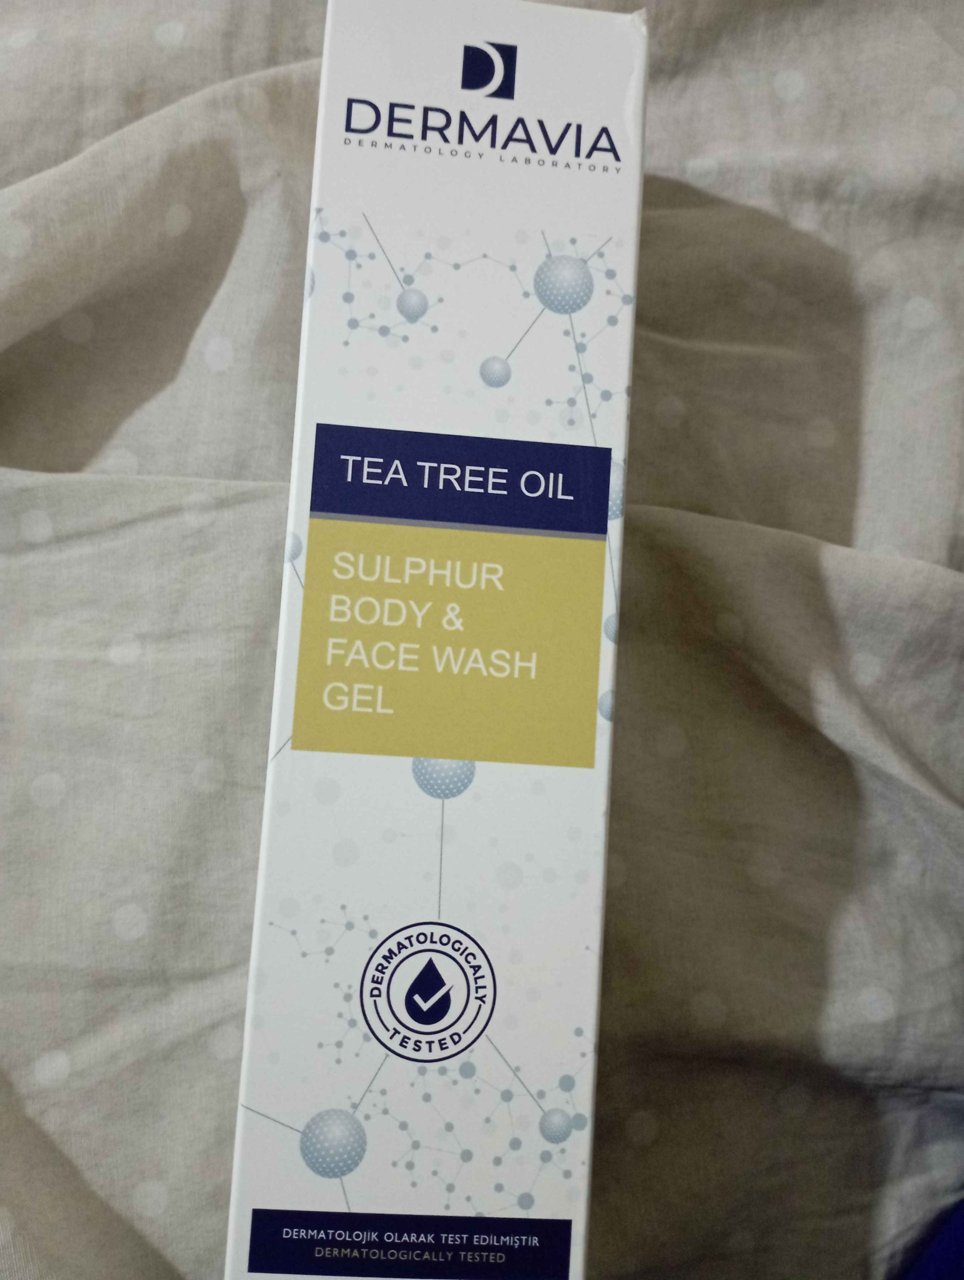 DERMAVIA
DERMATOLOGY LABORATORY
TEA TREE OIL
SULPHUR
BODY &
FACE WASH
GEL
DERMATOLOGICALLY
TESTED
DERMATOLOJİK OLARAK TEST EDİLMİŞTİR
DERMATOLOGICALLY TESTED